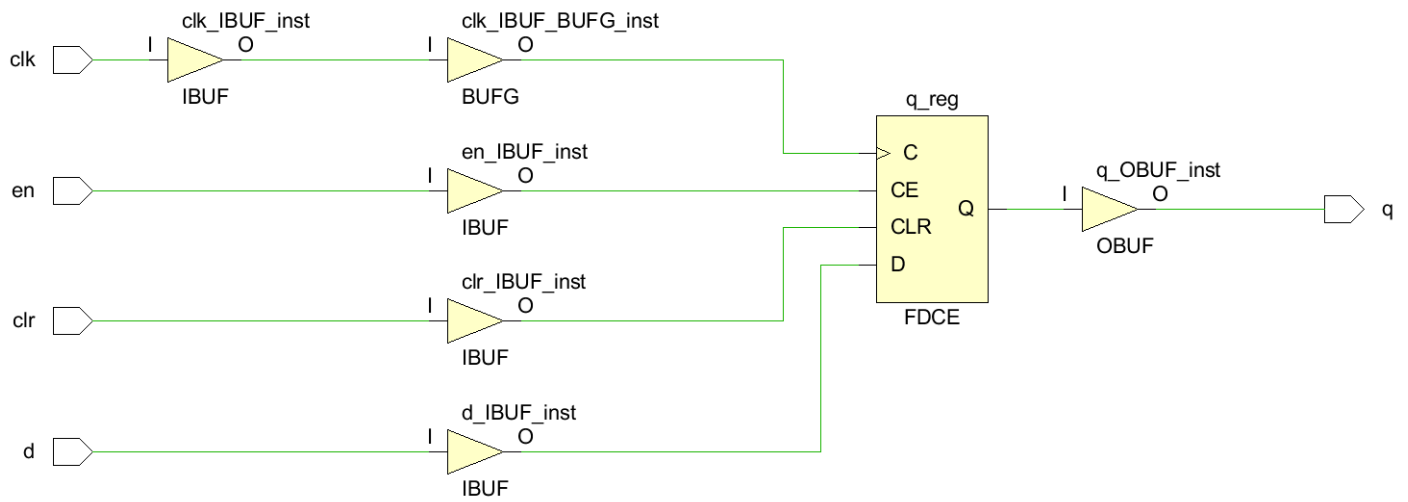 clk_IBUF_inst
clk_IBUF_BUFG_inst
clk
I
O
I
O
IBUF
BUFG
q_reg
en_IBUF_inst
C
en
I
O
CE
q_OBUF_inst
IBUF
CLR
Q
I
O
q
OBUF
D
clr_IBUF_inst
clr
I
O
FDCE
IBUF
d_IBUF_inst
d
I
O
IBUF